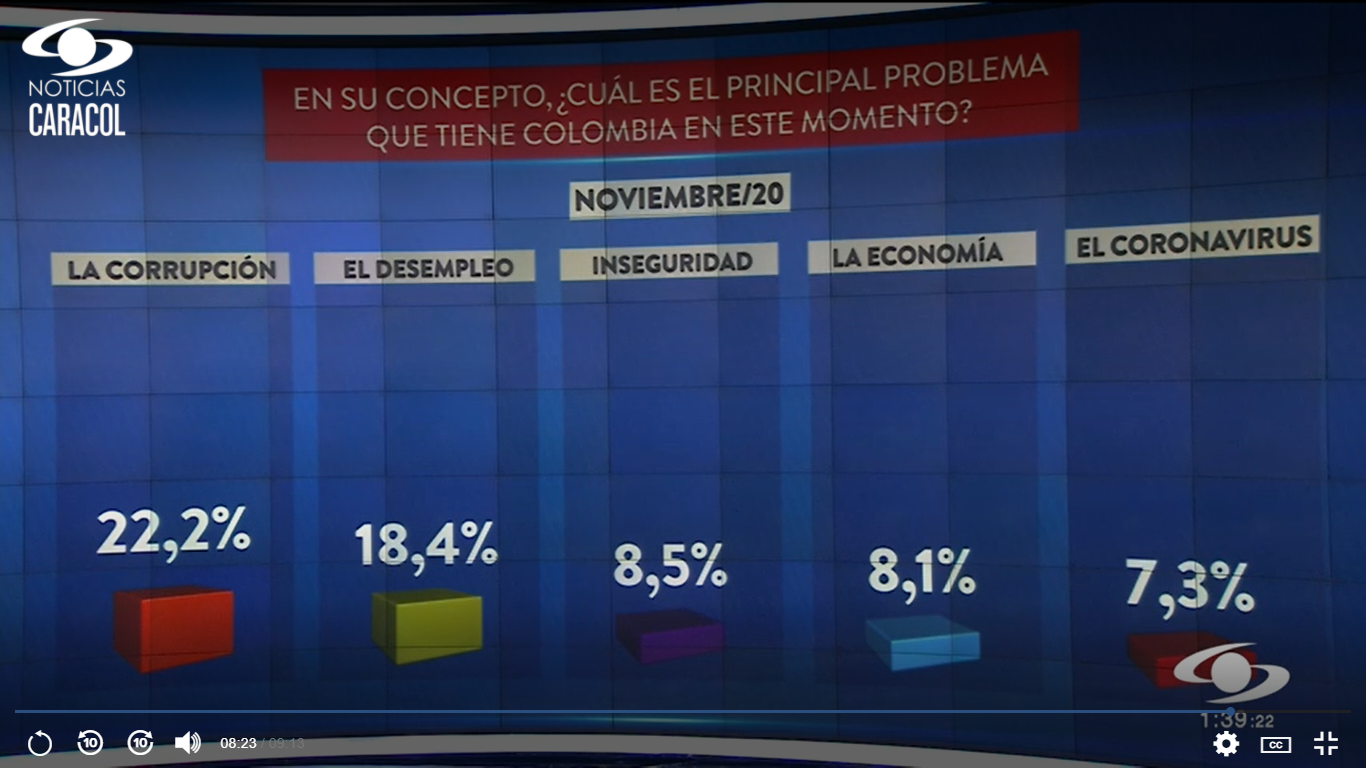 NOTICIAS
CARACOL
EN SU CONCEPTO, ¿CUÁL ES EL PRINCIPAL PROBLEMA
QUE TIENE COLOMBIA EN ESTE MOMENTO?
NOVIEMBRE/20
LA CORRUPCIÓN
EL DESEMPLEO
INSEGURIDAD
LA ECONOMÍA
EL CORONAVIRUS
22,2%
18,4%
8,5%
8,1%
7,3%
1:39:22
10
10
08:23 / 09:13
CC